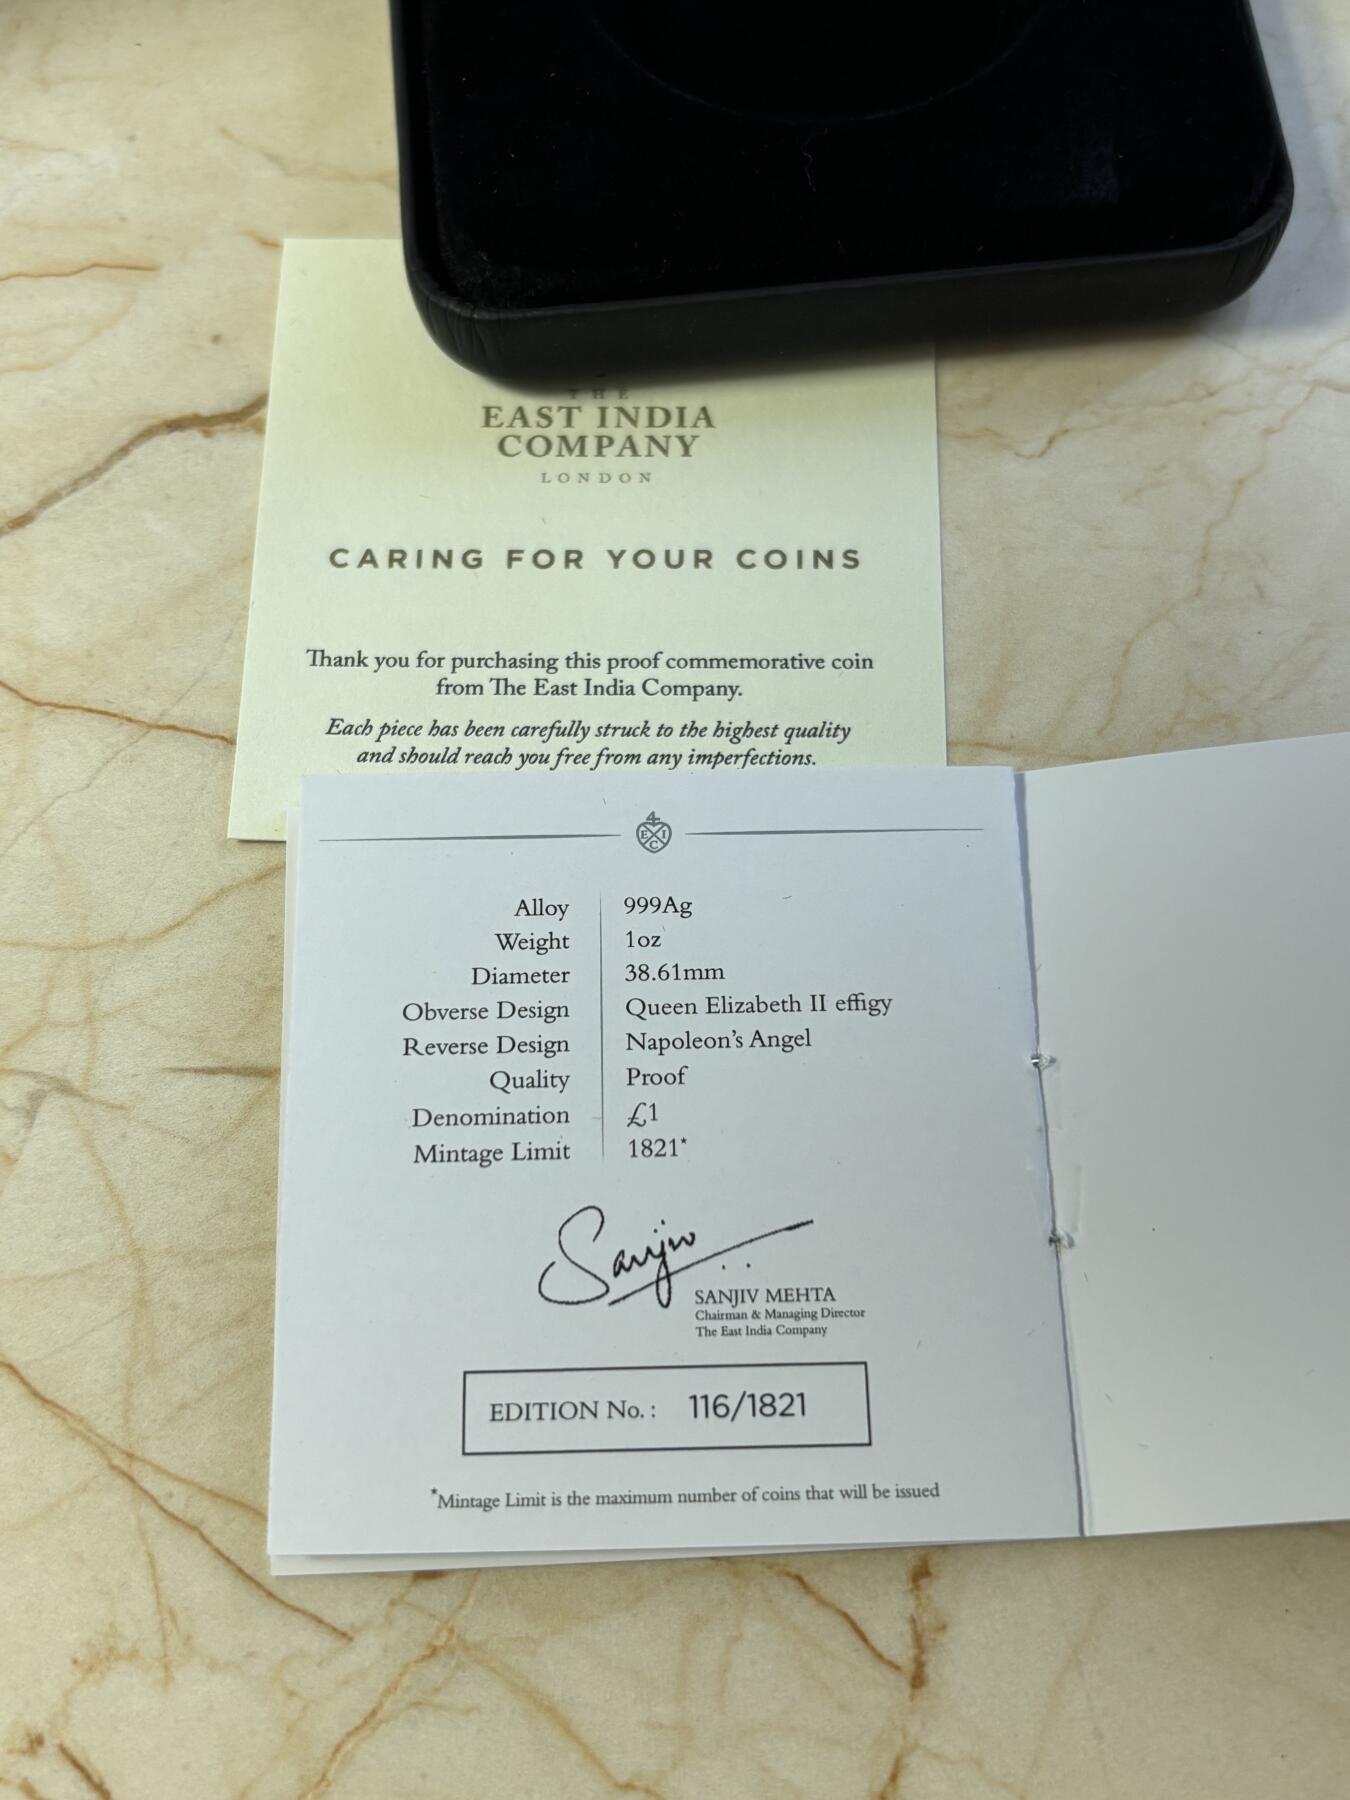 THE
EAST INDIA
COMPANY
LONDON
CARING FOR YOUR COINS
Thank you for purchasing this proof commemorative coin
from The East India Company.
Each piece has been carefully struck to the highest quality
and should reach you free from any imperfections.
4
E I
C
Alloy 999Ag
Weight 1oz
Diameter 38.61mm
Obverse Design Queen Elizabeth II effigy
Reverse Design Napoleon's Angel
Quality Proof
Denomination £1
Mintage Limit 1821*
Sanjiv
SANJIV MEHTA
Chairman & Managing Director
The East India Company
EDITION No. : 116/1821
*Mintage Limit is the maximum number of coins that will be issued